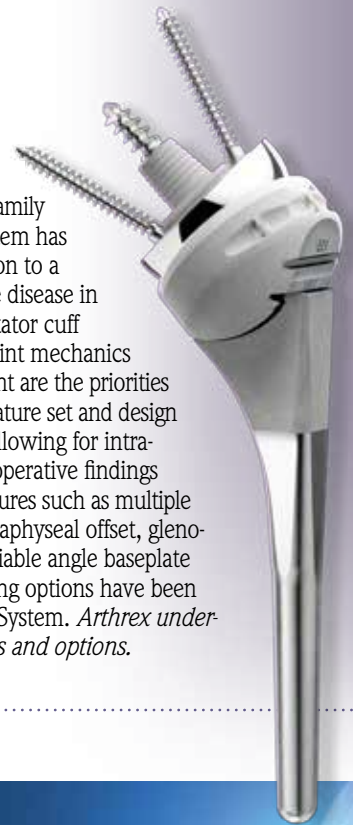 amily
em has
on to a
e disease in
tator cuff
int mechanics
nt are the priorities
ature set and design
llowing for intra-
operative findings
ures such as multiple
aphyseal offset, gleno-
iable angle baseplate
ng options have been
System. Arthrex under-
s and options.